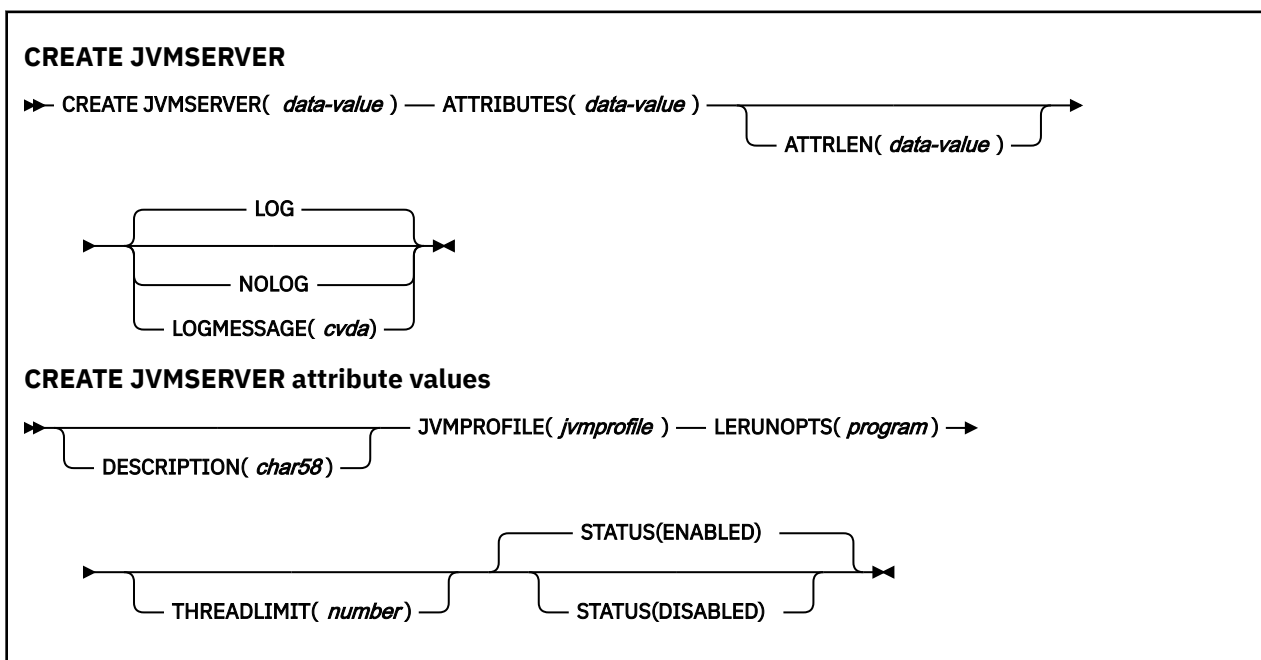 CREATE JVMSERVER
CREATE JVMSERVER( data-value ) ATTRIBUTES( data-value )
ATTRLEN( data-value )
LOG
NOLOG
LOGMESSAGE( cvda)
CREATE JVMSERVER attribute values
JVMPROFILE( jvmprofile ) LERUNOPTS( program )
DESCRIPTION( char58 )
STATUS(ENABLED)
THREADLIMIT( number ) STATUS(DISABLED)